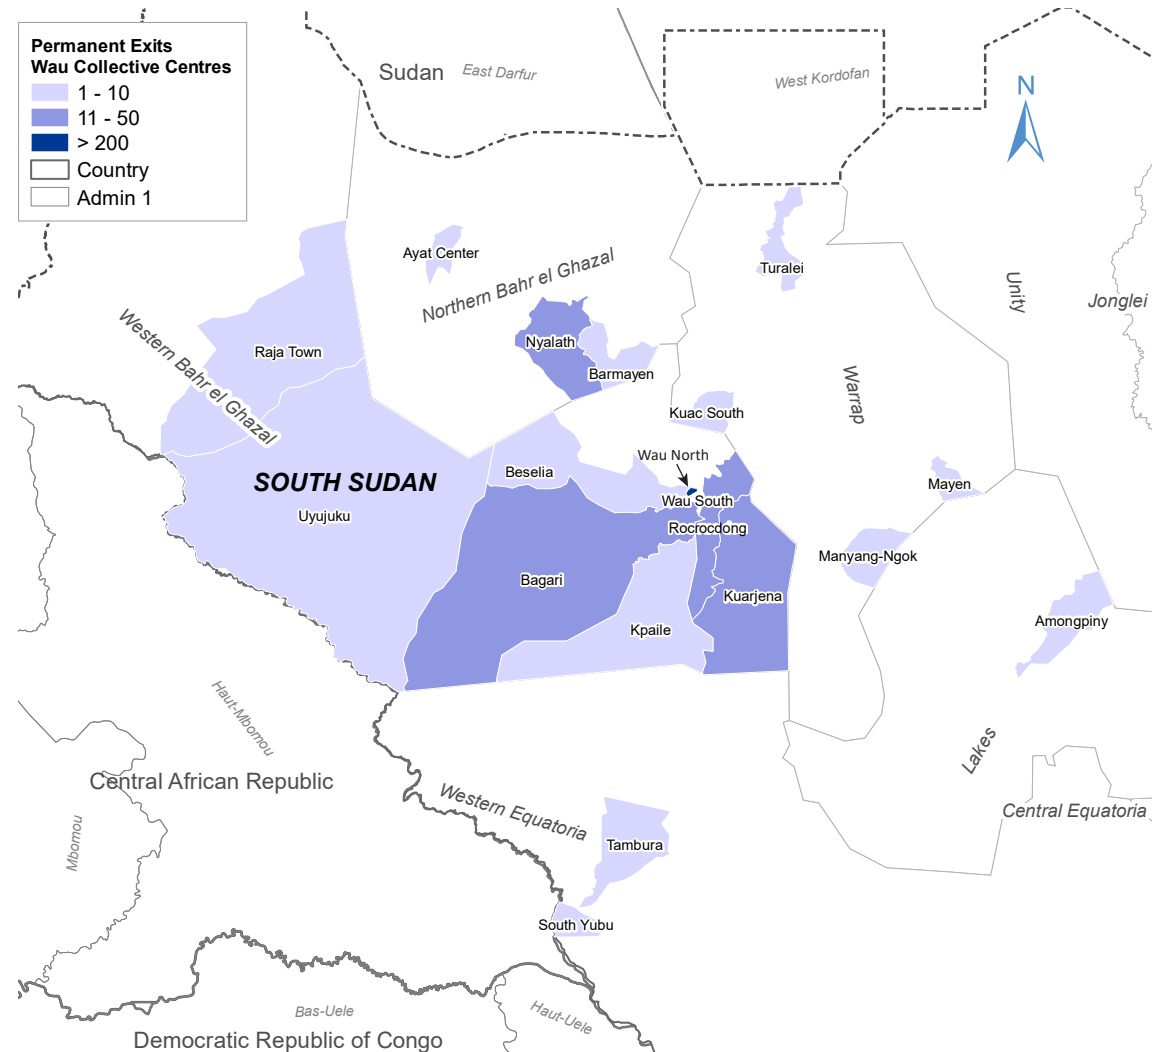 Permanent Exits
Wau Collective Centres
1 - 10
11 - 50
> 200
Country
Admin 1
Sudan
East Darfur
West Kordofan
N
Ayat Center
Northern Bahr el Ghazal
Turalei
Unity
Jonglei
Western Bahr el Ghazal
Raja Town
Nyalath
Barmayen
Warrap
Kuac South
Wau North
Beselia
SOUTH SUDAN
Uyujuku
Wau South
Rocrocdong
Mayen
Manyang-Ngok
Bagari
Kuarjena
Kpaile
Amongpiny
Haut-Mbomou
Lakes
Central African Republic
Western Equatoria
Central Equatoria
Mbomou
Tambura
South Yubu
Bas-Uele
Haut-Uele
Democratic Republic of Congo